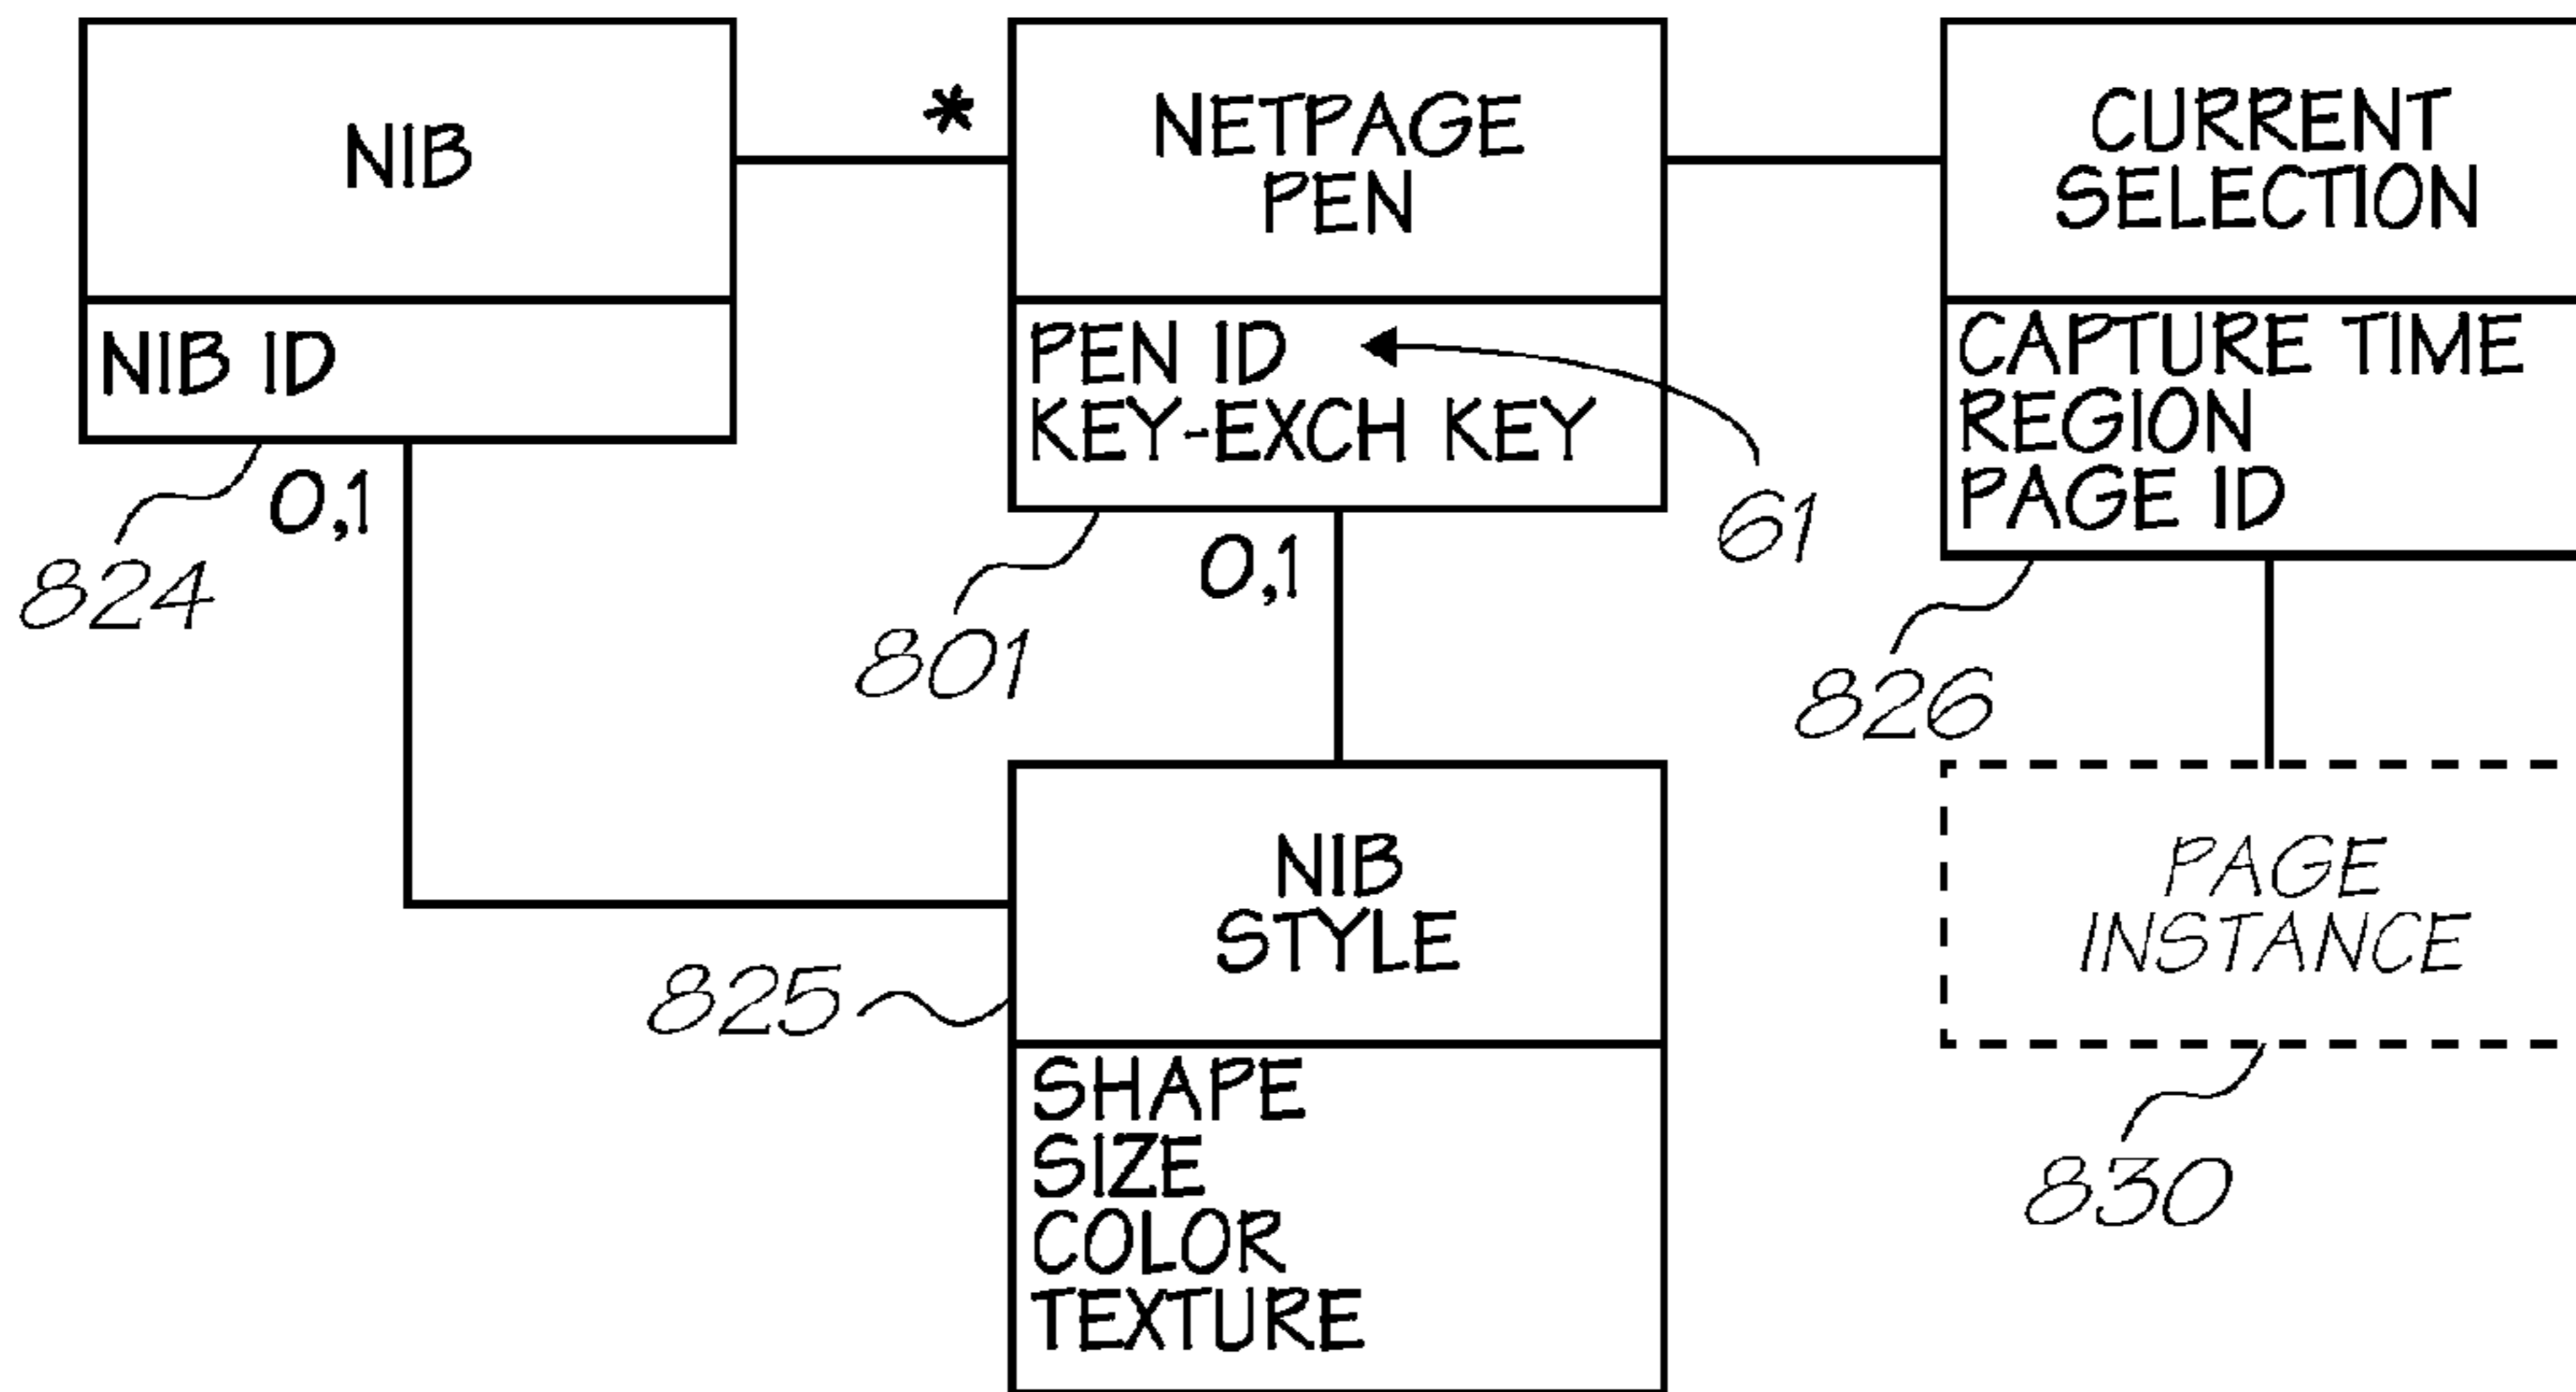 NIB
NIB ID
*
NETPAGE
PEN
PEN ID
KEY-EXCH KEY
CURRENT
SELECTION
CAPTURE TIME
REGION
PAGE ID
61
0,1
824
0,1
801
826
NIB
STYLE
SHAPE
SIZE
COLOR
TEXTURE
825
PAGE
INSTANCE
830